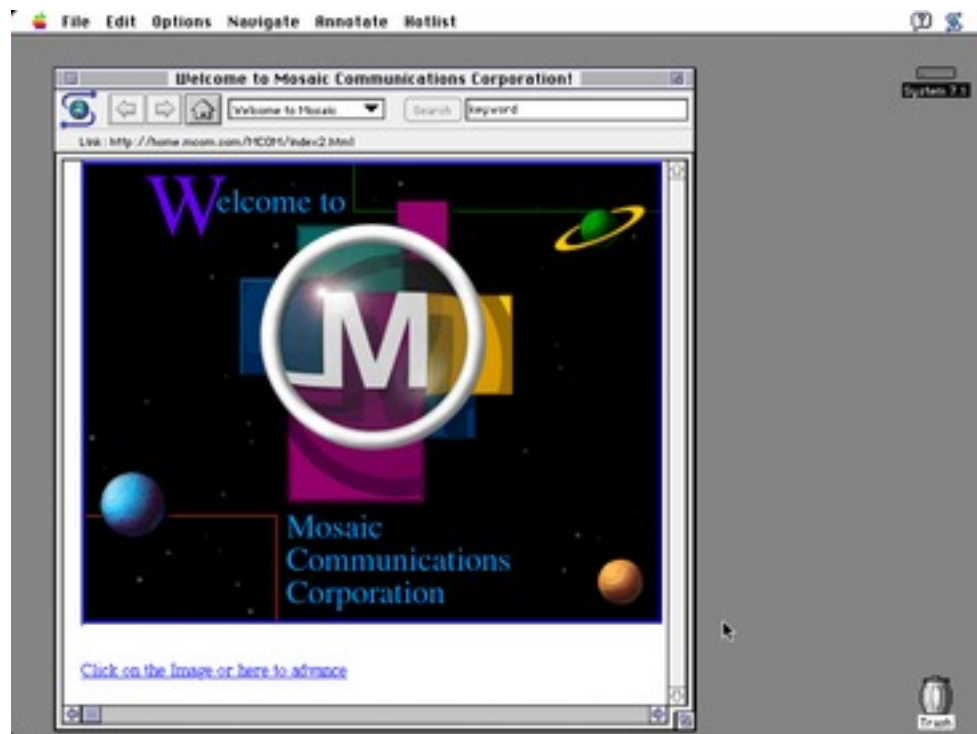 File Edit Options Navigate Annotate Hotlist
System 7.1
Welcome to Mosaic Communications Corporation!
Welcome to Mosaic
Search
keyword
Link: http://home.mcom.com/MCOM/index2.html
Welcome to
M
Mosaic
Communications
Corporation
Click on the Image or here to advance
Trash